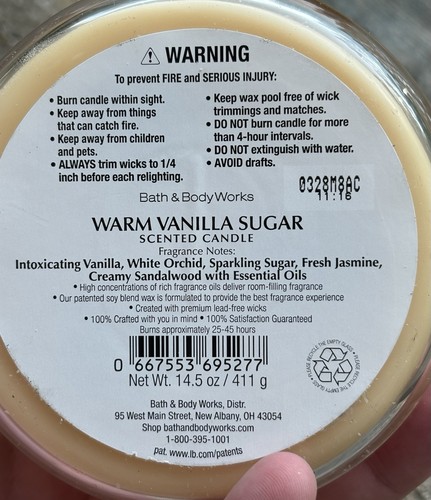 WARNING
To prevent FIRE and SERIOUS INJURY:
• Burn candle within sight.
• Keep away from things
that can catch fire.
• Keep away from children
and pets.
• ALWAYS trim wicks to 1/4
inch before each relighting.
• Keep wax pool free of wick
trimmings and matches.
• DO NOT burn candle for more
than 4-hour intervals.
• DO NOT extinguish with water.
• AVOID drafts.
0328M8AC
11:16
Bath & Body Works
WARM VANILLA SUGAR
SCENTED CANDLE
Fragrance Notes:
Intoxicating Vanilla, White Orchid, Sparkling Sugar, Fresh Jasmine,
Creamy Sandalwood with Essential Oils
• High concentrations of rich fragrance oils deliver room-filling fragrance
• Our patented soy blend wax is formulated to provide the best fragrance experience
• Created with premium lead-free wicks
• 100% Crafted with you in mind • 100% Satisfaction Guaranteed
Burns approximately 25-45 hours
0 667553 695277
Net Wt. 14.5 oz / 411 g
PLEASE RECYCLE THE EMPTY GLASS •
Bath & Body Works, Distr.
95 West Main Street, New Albany, OH 43054
Shop bathandbodyworks.com
1-800-395-1001
pat. www.lb.com/patents